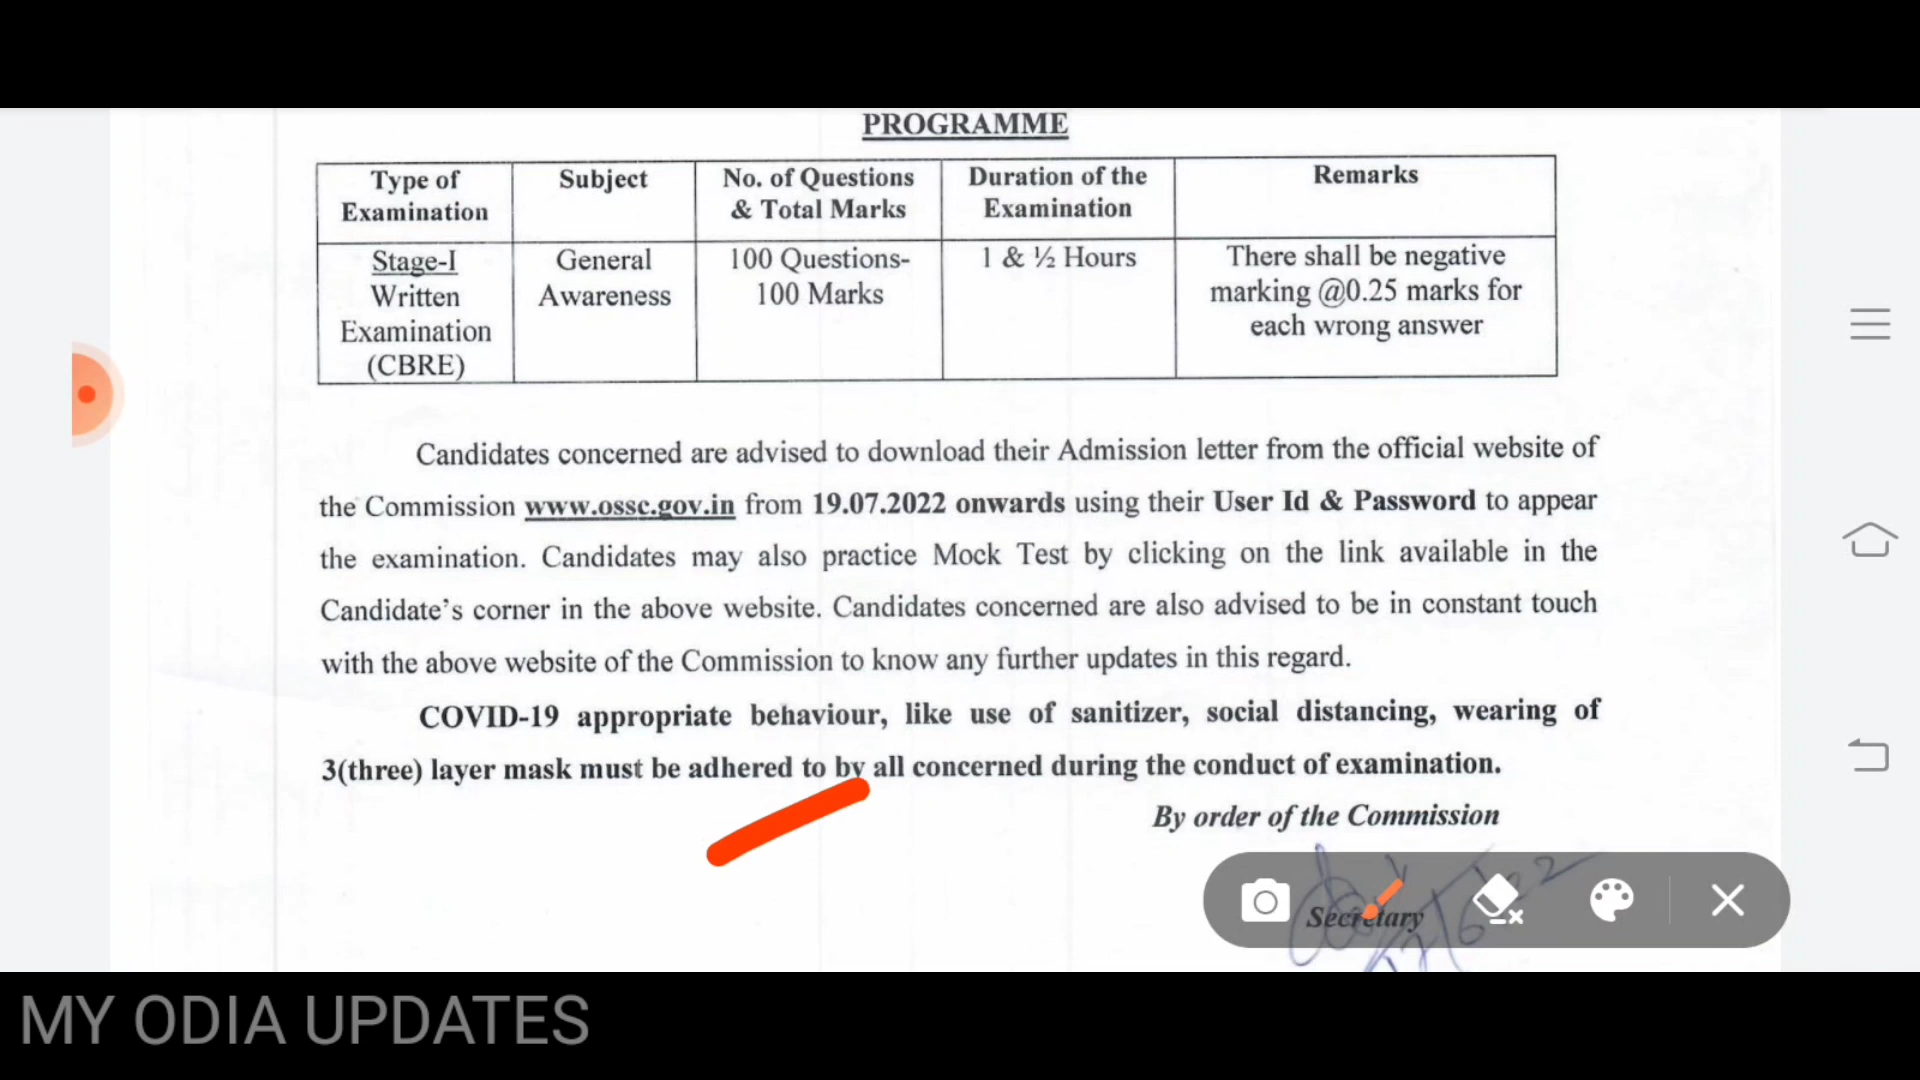 PROGRAMME
Type of Examination | Subject | No. of Questions & Total Marks | Duration of the Examination | Remarks
Stage-I Written Examination (CBRE) | General Awareness | 100 Questions- 100 Marks | 1 & ½ Hours | There shall be negative marking @0.25 marks for each wrong answer
Candidates concerned are advised to download their Admission letter from the official website of
the Commission www.ossc.gov.in from 19.07.2022 onwards using their User Id & Password to appear
the examination. Candidates may also practice Mock Test by clicking on the link available in the
Candidate’s corner in the above website. Candidates concerned are also advised to be in constant touch
with the above website of the Commission to know any further updates in this regard.
COVID-19 appropriate behaviour, like use of sanitizer, social distancing, wearing of
3(three) layer mask must be adhered to by all concerned during the conduct of examination.
By order of the Commission
Secretary
MY ODIA UPDATES